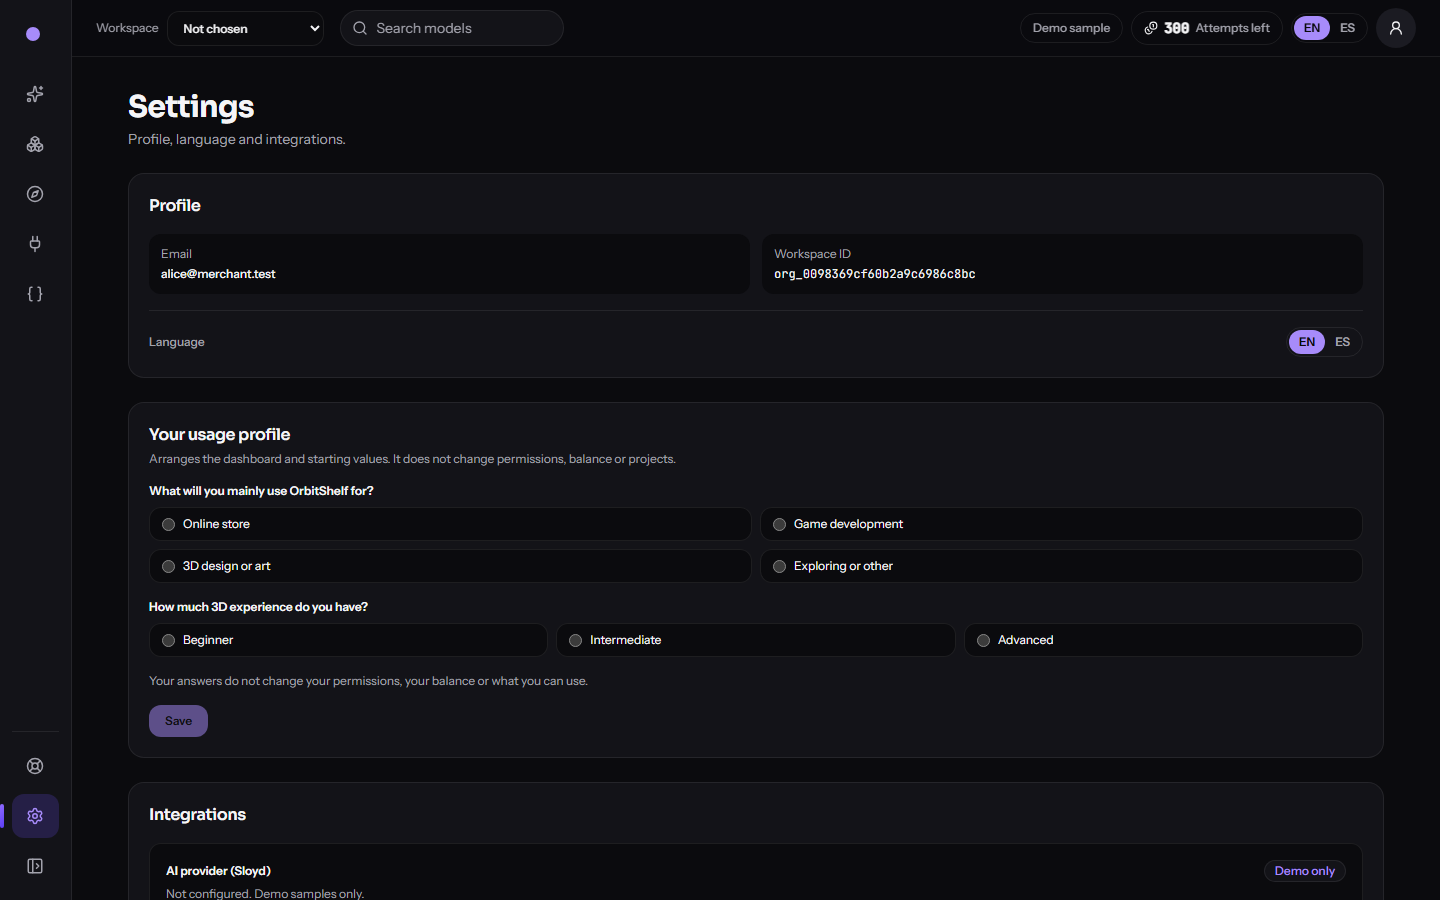 Workspace
Not chosen
Search models
Demo sample
300 Attempts left
EN ES
Settings
Profile, language and integrations.
Profile
Email
alice@merchant.test
Workspace ID
org_0098369cf60b2a9c6986c8bc
Language
EN ES
Your usage profile
Arranges the dashboard and starting values. It does not change permissions, balance or projects.
What will you mainly use OrbitShelf for?
Online store
Game development
3D design or art
Exploring or other
How much 3D experience do you have?
Beginner
Intermediate
Advanced
Your answers do not change your permissions, your balance or what you can use.
Save
Integrations
AI provider (Sloyd)
Demo only
Not configured. Demo samples only.